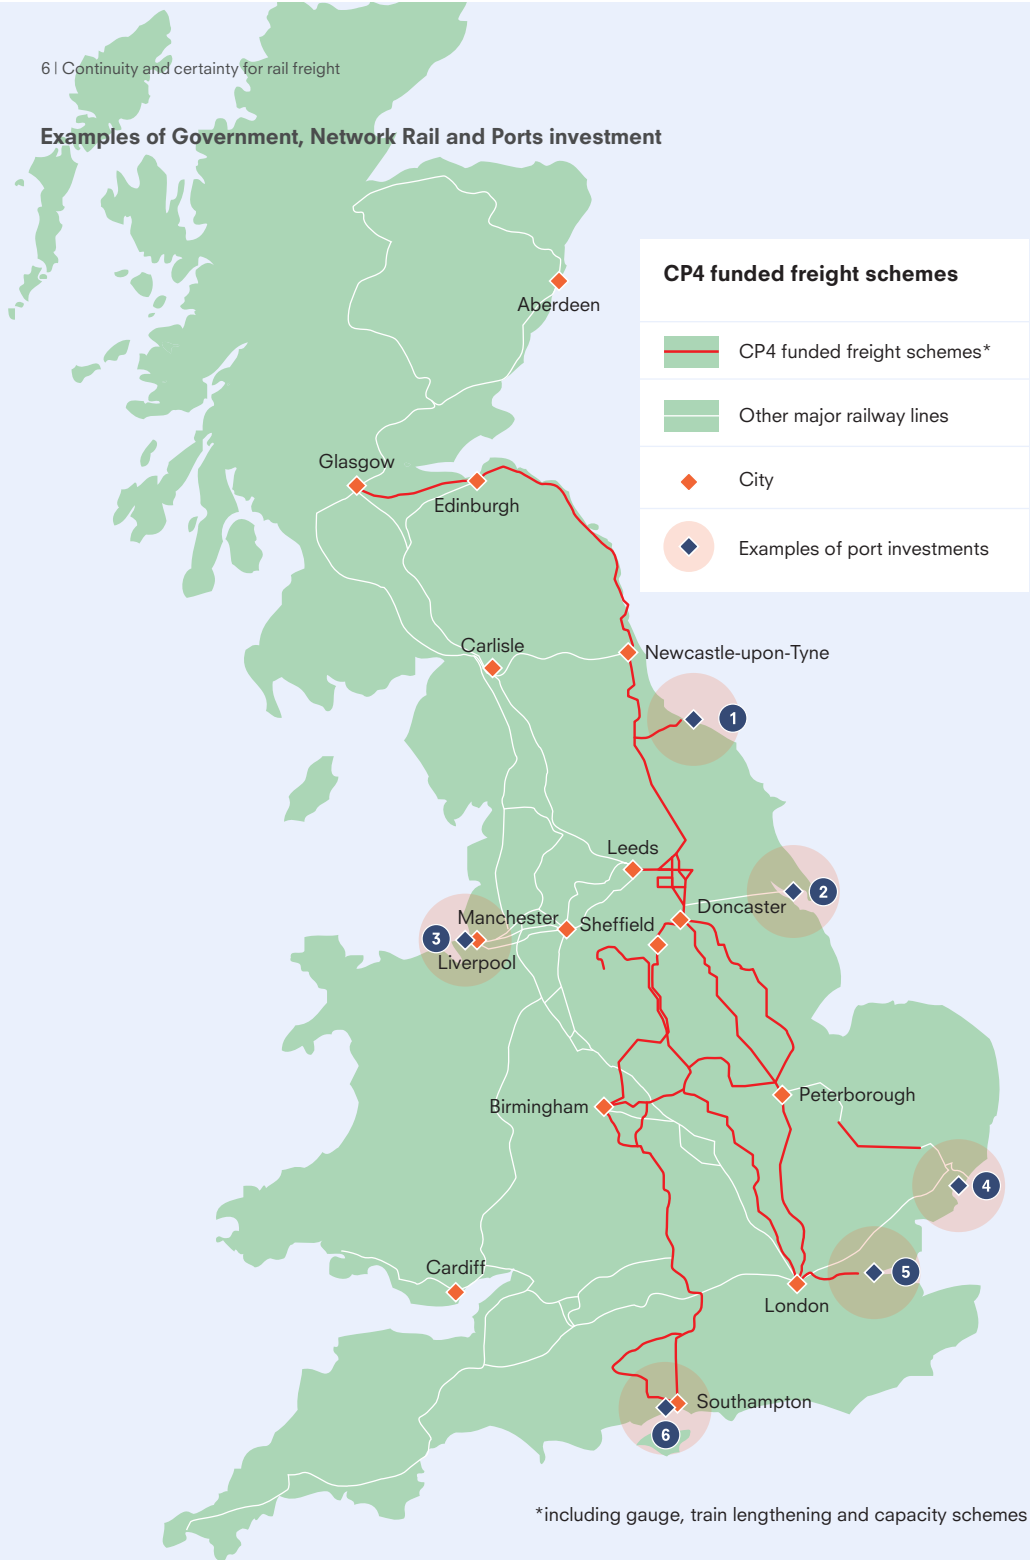 6 | Continuity and certainty for rail freight
Examples of Government, Network Rail and Ports investment
CP4 funded freight schemes
CP4 funded freight schemes*
Other major railway lines
City
Examples of port investments
Aberdeen
Glasgow
Edinburgh
Carlisle
Newcastle-upon-Tyne
1
Leeds
2
Doncaster
Manchester
Sheffield
3
Liverpool
Peterborough
Birmingham
4
Cardiff
5
London
Southampton
6
*including gauge, train lengthening and capacity schemes